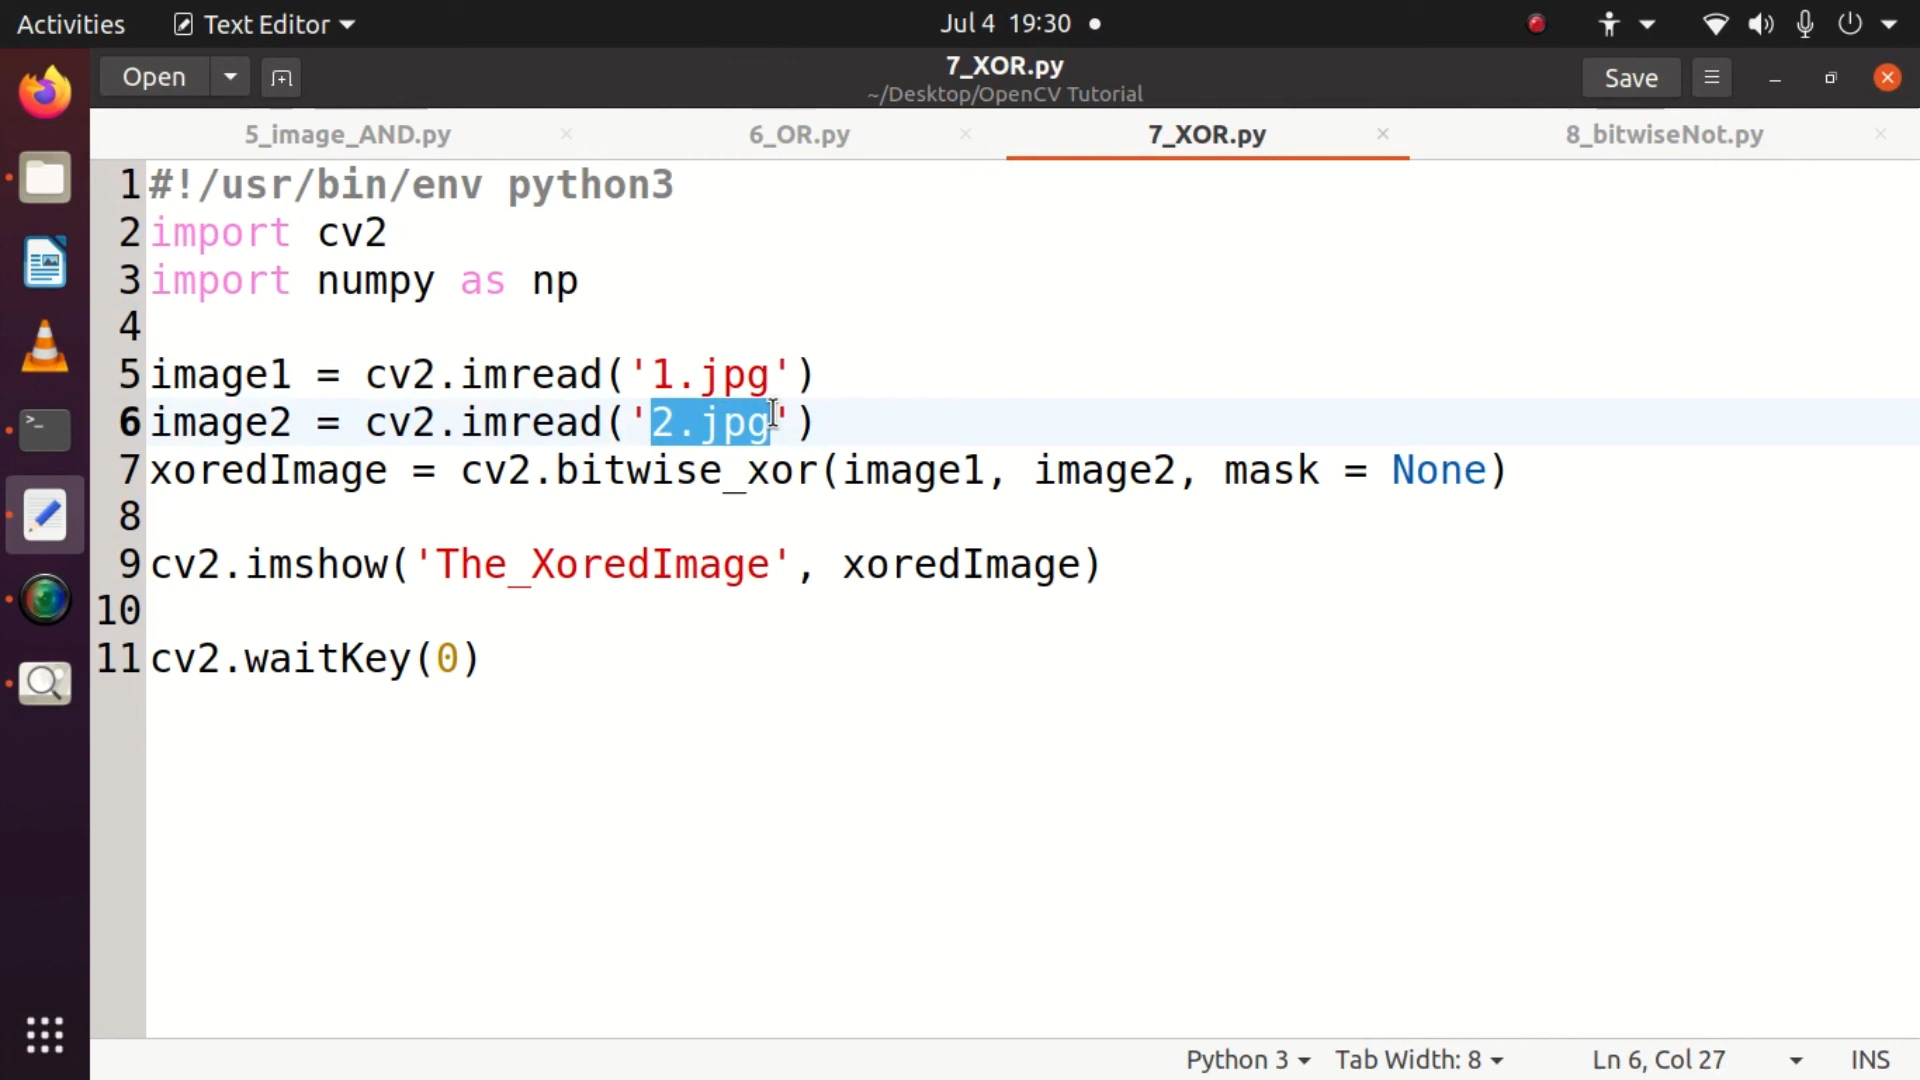 Activities Text Editor Jul 4 19:30
Open 7_XOR.py Save
~/Desktop/OpenCV Tutorial
5_image_AND.py 6_OR.py 7_XOR.py 8_bitwiseNot.py
1 #!/usr/bin/env python3
2 import cv2
3 import numpy as np
4
5 image1 = cv2.imread('1.jpg')
6 image2 = cv2.imread('2.jpg')
7 xoredImage = cv2.bitwise_xor(image1, image2, mask = None)
8
9 cv2.imshow('The_XoredImage', xoredImage)
10
11 cv2.waitKey(0)
Python 3 Tab Width: 8 Ln 6, Col 27 INS